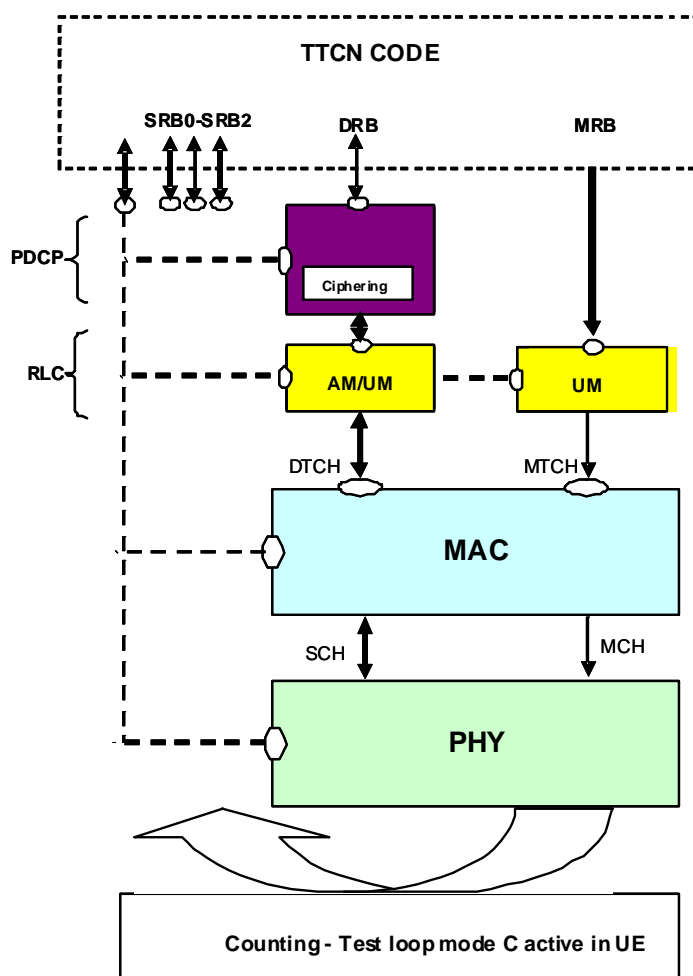 TTCN CODE
SRB0-SRB2
DRB
MRB
PDCP
Ciphering
RLC
AM/UM
UM
DTCH
MTCH
MAC
SCH
MCH
PHY
Counting - Test loop mode C active in UE